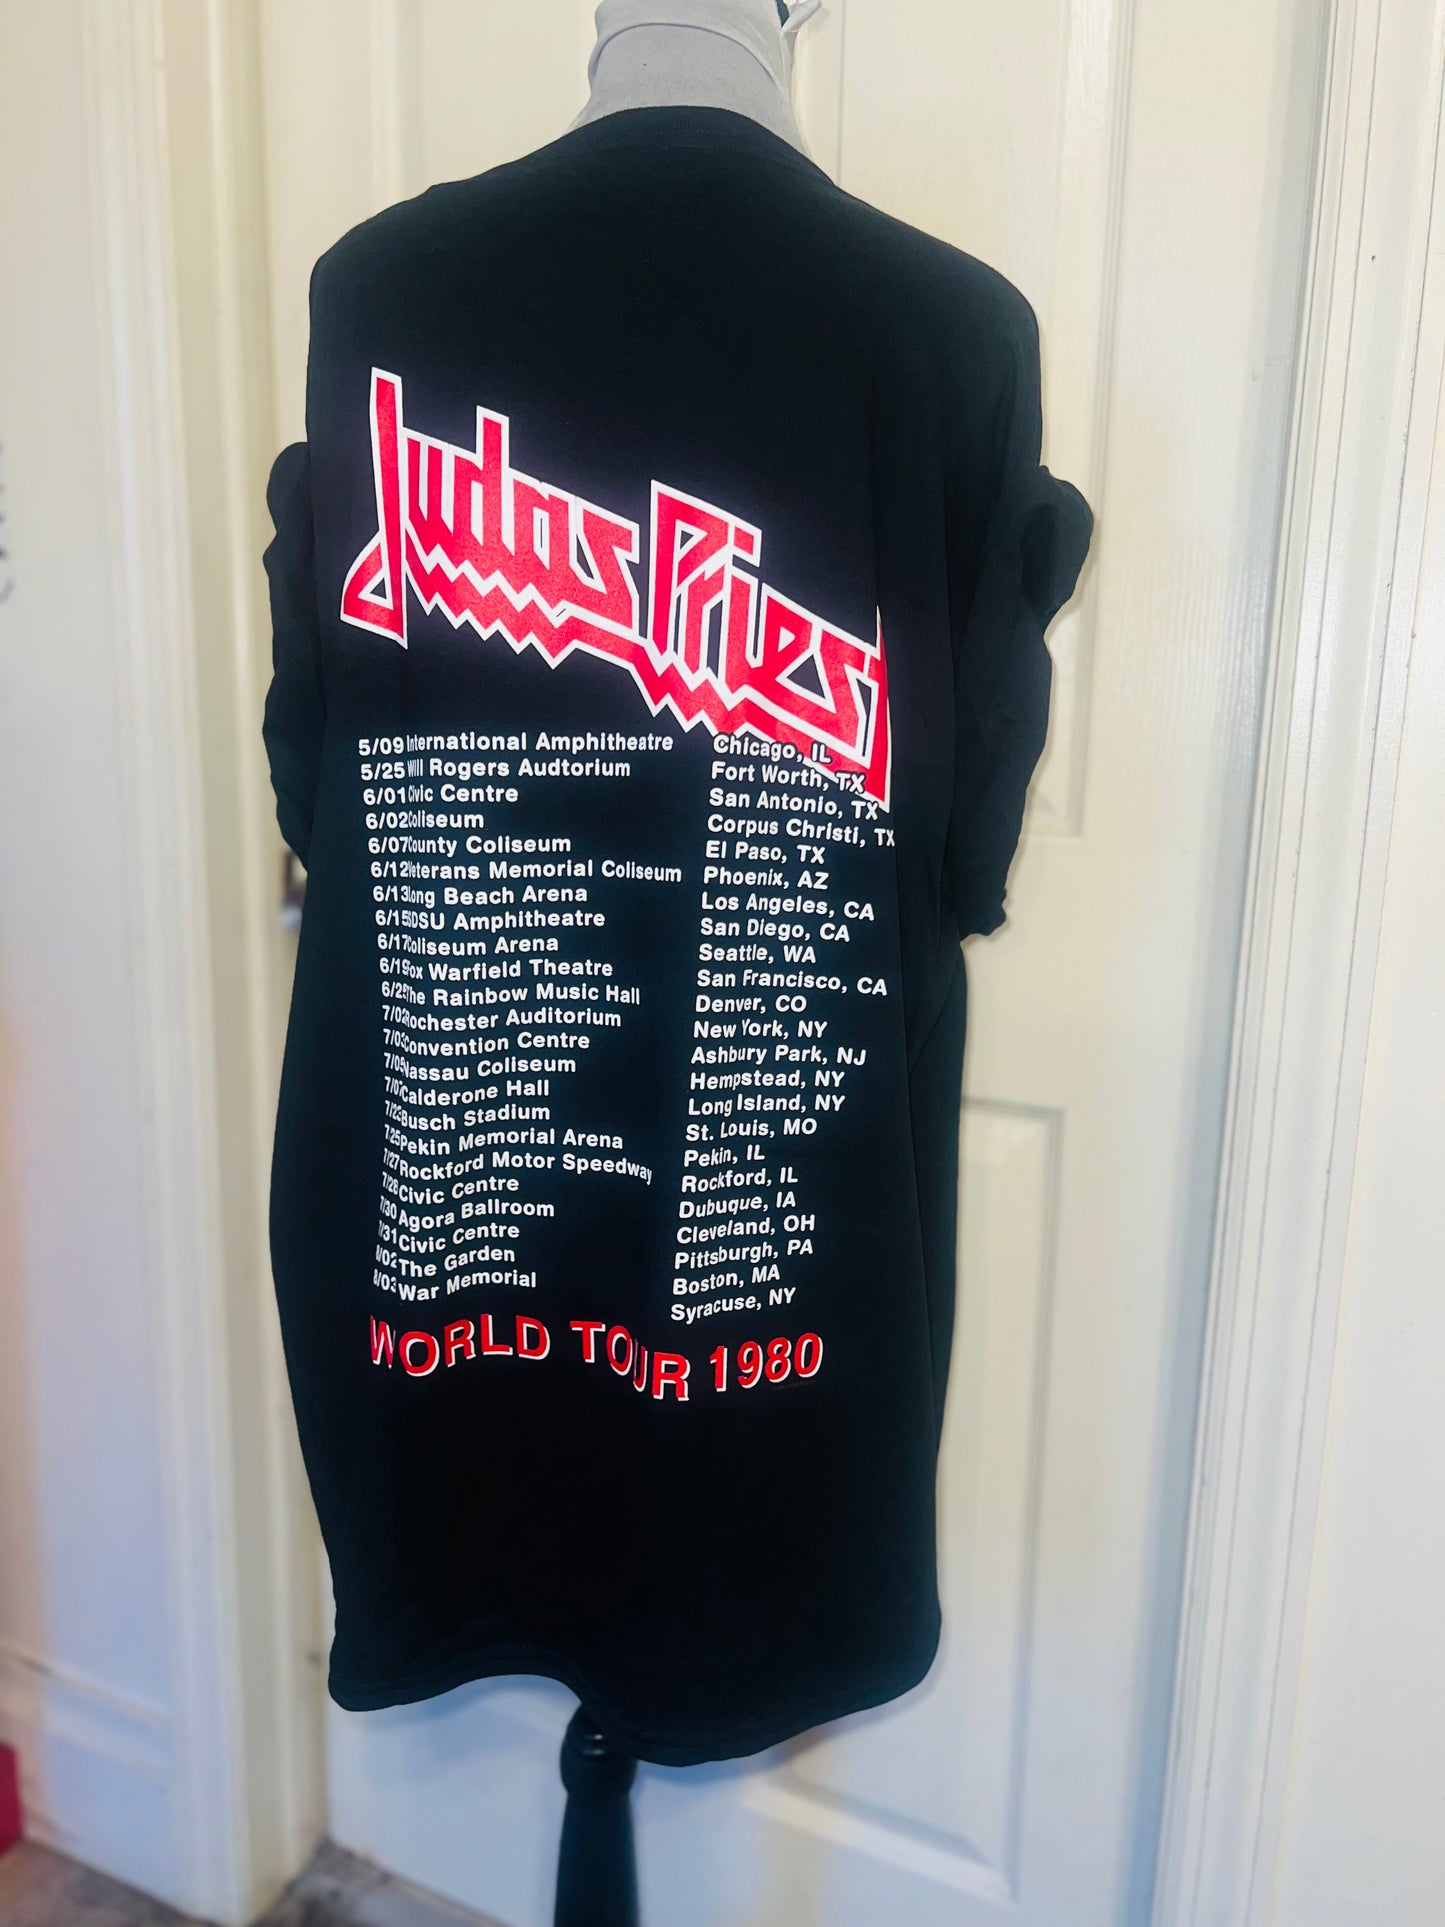 Judas Priest
5/09 International Amphitheatre Chicago, IL
5/25 Will Rogers Audtorium Fort Worth, TX
6/01 Civic Centre San Antonio, TX
6/02 Coliseum Corpus Christi, TX
6/07 County Coliseum El Paso, TX
6/12 Veterans Memorial Coliseum Phoenix, AZ
6/13 Long Beach Arena Los Angeles, CA
6/15 SDSU Amphitheatre San Diego, CA
6/17 Coliseum Arena Seattle, WA
6/19 Fox Warfield Theatre San Francisco, CA
6/25 The Rainbow Music Hall Denver, CO
7/02 Rochester Auditorium New York, NY
7/03 Convention Centre Ashbury Park, NJ
7/05 Nassau Coliseum Hempstead, NY
7/07 Calderone Hall Long Island, NY
7/23 Busch Stadium St. Louis, MO
7/25 Pekin Memorial Arena Pekin, IL
7/27 Rockford Motor Speedway Rockford, IL
7/28 Civic Centre Dubuque, IA
7/30 Agora Ballroom Cleveland, OH
7/31 Civic Centre Pittsburgh, PA
8/02 The Garden Boston, MA
8/03 War Memorial Syracuse, NY
WORLD TOUR 1980